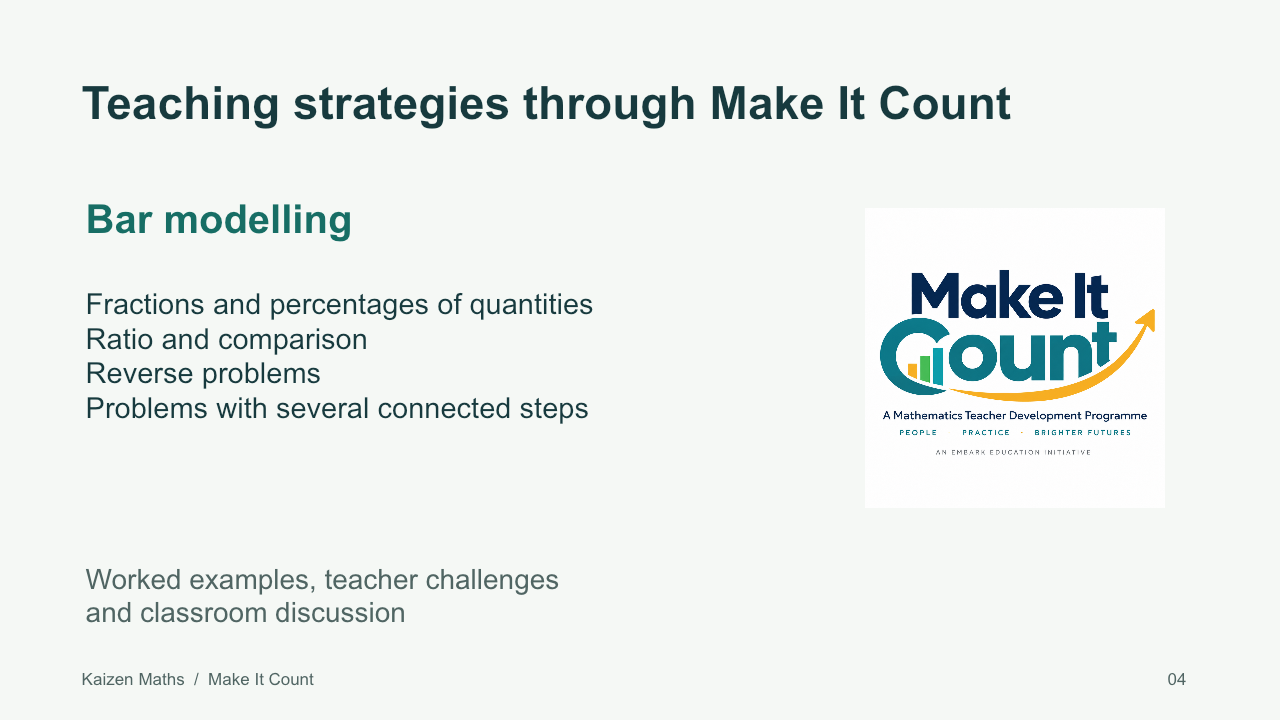 Teaching strategies through Make It Count
Bar modelling
Fractions and percentages of quantities
Ratio and comparison
Reverse problems
Problems with several connected steps
Make It
Count
A Mathematics Teacher Development Programme
PEOPLE PRACTICE · BRIGHTER FUTURES
AN EMBARK EDUCATION INITIATIVE
Worked examples, teacher challenges
and classroom discussion
Kaizen Maths / Make It Count
04